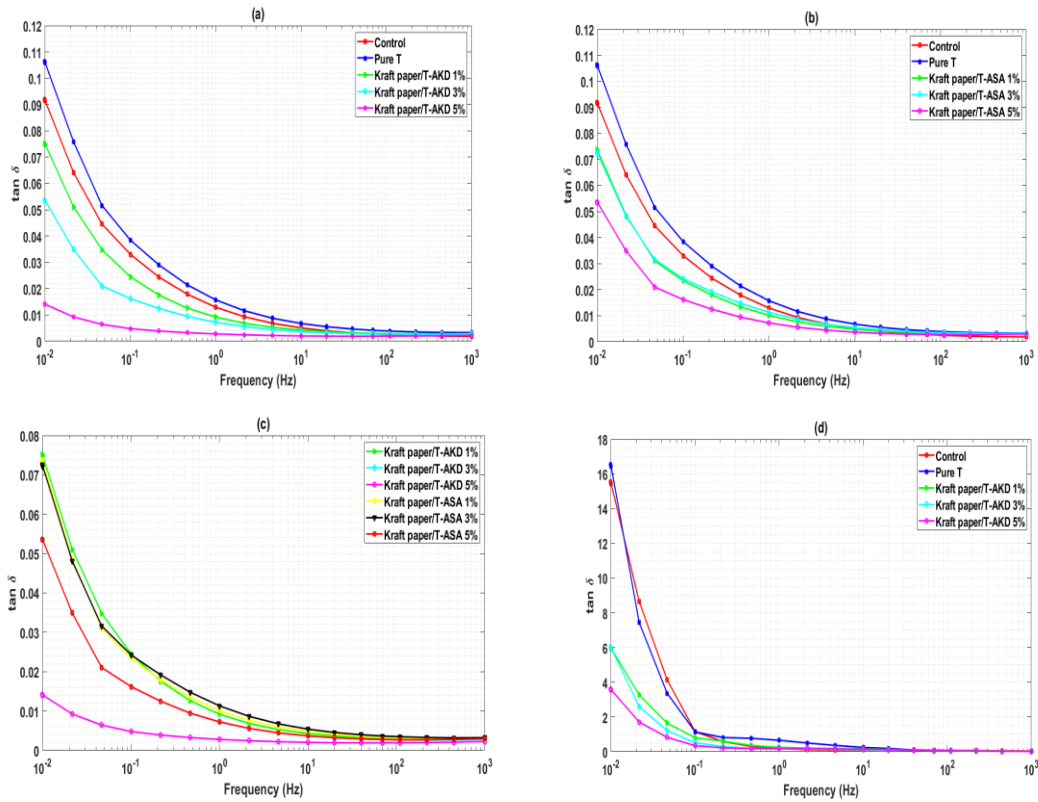 (a)
0.12
0.11
0.1
0.09
0.08
0.07
0.06
0.05
0.04
0.03
0.02
0.01
0
tan δ
Control
Pure T
Kraft paper/T-AKD 1%
Kraft paper/T-AKD 3%
Kraft paper/T-AKD 5%
10-2 10-1 100 101 102 103
Frequency (Hz)
(b)
0.12
0.11
0.1
0.09
0.08
0.07
0.06
0.05
0.04
0.03
0.02
0.01
0
tan δ
Control
Pure T
Kraft paper/T-ASA 1%
Kraft paper/T-ASA 3%
Kraft paper/T-ASA 5%
10-2 10-1 100 101 102 103
Frequency (Hz)
(c)
0.08
0.07
0.06
0.05
0.04
0.03
0.02
0.01
0
tan δ
Kraft paper/T-AKD 1%
Kraft paper/T-AKD 3%
Kraft paper/T-AKD 5%
Kraft paper/T-ASA 1%
Kraft paper/T-ASA 3%
Kraft paper/T-ASA 5%
10-2 10-1 100 101 102 103
Frequency (Hz)
(d)
18
16
14
12
10
8
6
4
2
0
tan δ
Control
Pure T
Kraft paper/T-AKD 1%
Kraft paper/T-AKD 3%
Kraft paper/T-AKD 5%
10-2 10-1 100 101 102 103
Frequency (Hz)